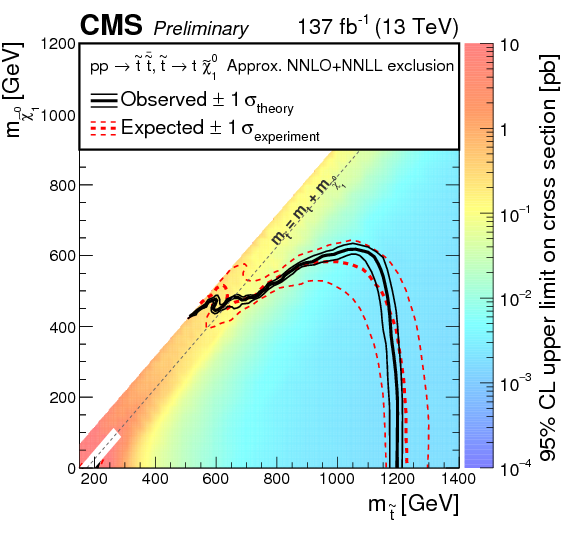 CMS Preliminary 137 fb⁻¹ (13 TeV)
pp → t̃ t̃̄, t̃ → t χ̃⁰₁ Approx. NNLO+NNLL exclusion
Observed ± 1 σ_theory
Expected ± 1 σ_experiment
m_t̃ = m_t + m_χ̃⁰₁
m_χ̃⁰₁ [GeV]
1200
1000
800
600
400
200
0
200 400 600 800 1000 1200 1400
m_t̃ [GeV]
10
1
10⁻¹
10⁻²
10⁻³
10⁻⁴
95% CL upper limit on cross section [pb]